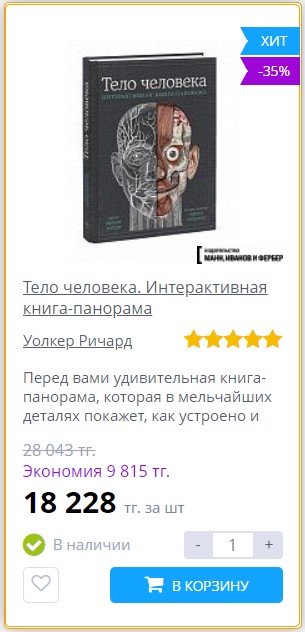 ХИТ
-35%
Тело человека
ИНТЕРАКТИВНАЯ КНИГА-ПАНОРАМА
издательство
МАНН, ИВАНОВ И ФЕРБЕР
Тело человека. Интерактивная
книга-панорама
Уолкер Ричард
Перед вами удивительная книга-
панорама, которая в мельчайших
деталях покажет, как устроено и
28 043 тг.
Экономия 9 815 тг.
18 228 тг. за шт
В наличии
- 1 +
В КОРЗИНУ